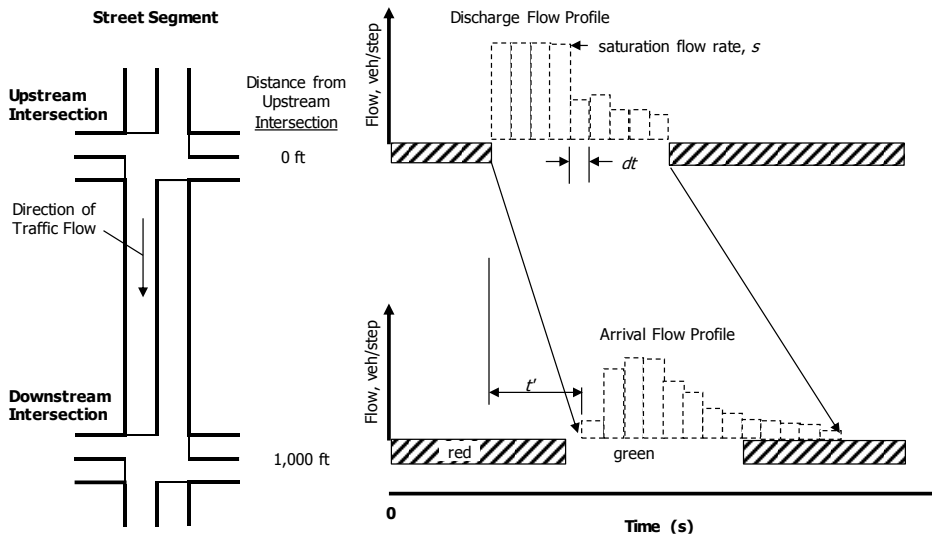 Street Segment
Upstream
Intersection
Distance from
Upstream
Intersection
0 ft
Direction of
Traffic Flow
Downstream
Intersection
1,000 ft
Discharge Flow Profile
saturation flow rate, s
Flow, veh/step
dt
Arrival Flow Profile
Flow, veh/step
t'
red
green
0
Time (s)